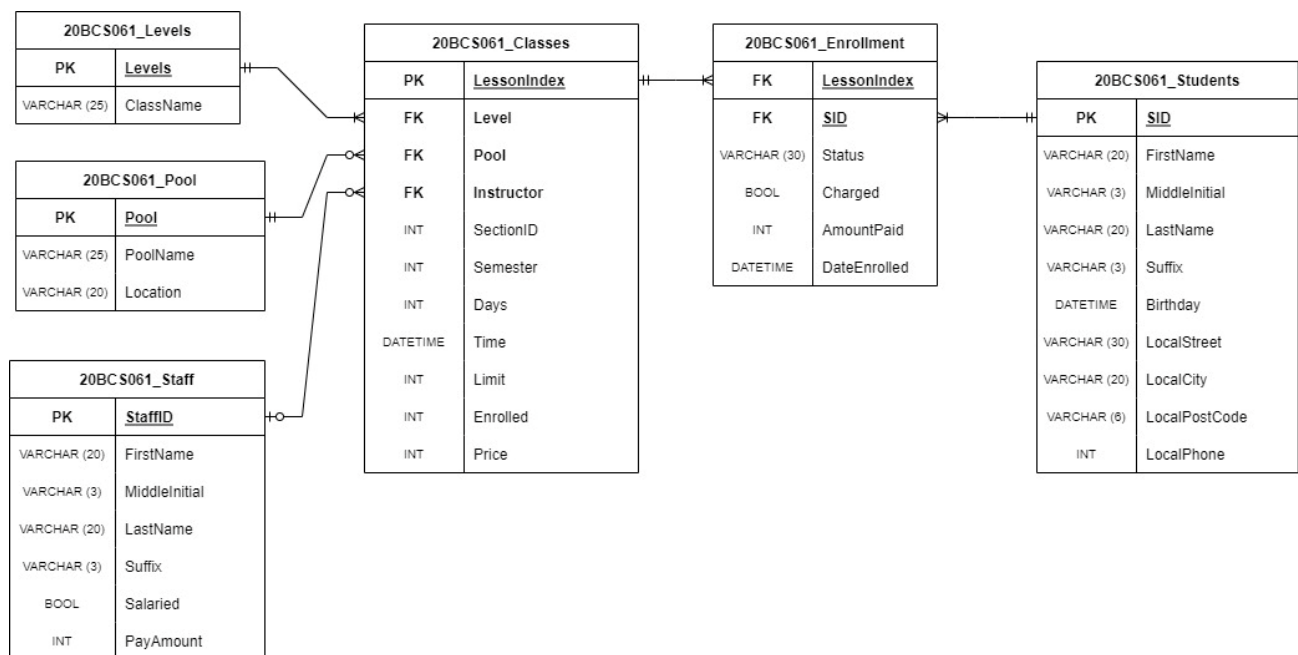 20BCS061_Levels
PK Levels
VARCHAR (25) ClassName
20BCS061_Pool
PK Pool
VARCHAR (25) PoolName
VARCHAR (20) Location
20BCS061_Staff
PK StaffID
VARCHAR (20) FirstName
VARCHAR (3) MiddleInitial
VARCHAR (20) LastName
VARCHAR (3) Suffix
BOOL Salaried
INT PayAmount
20BCS061_Classes
PK LessonIndex
FK Level
FK Pool
FK Instructor
INT SectionID
INT Semester
INT Days
DATETIME Time
INT Limit
INT Enrolled
INT Price
20BCS061_Enrollment
FK LessonIndex
FK SID
VARCHAR (30) Status
BOOL Charged
INT AmountPaid
DATETIME DateEnrolled
20BCS061_Students
PK SID
VARCHAR (20) FirstName
VARCHAR (3) MiddleInitial
VARCHAR (20) LastName
VARCHAR (3) Suffix
DATETIME Birthday
VARCHAR (30) LocalStreet
VARCHAR (20) LocalCity
VARCHAR (6) LocalPostCode
INT LocalPhone